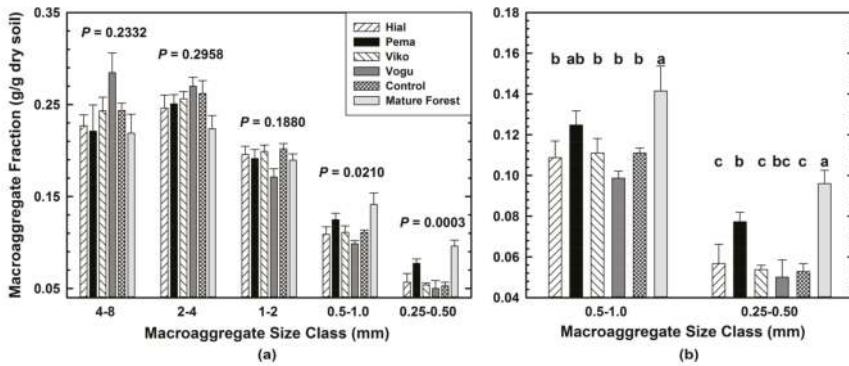 Macroaggregate Fraction (g/g dry soil)
0.35
0.25
0.15
0.05
P = 0.2332
P = 0.2958
P = 0.1880
P = 0.0210
P = 0.0003
Hial
Pema
Viko
Vogu
Control
Mature Forest
4-8
2-4
1-2
0.5-1.0
0.25-0.50
Macroaggregate Size Class (mm)
(a)
0.18
0.16
0.14
0.12
0.10
0.08
0.06
0.04
b ab b b b a
c b c bc c a
0.5-1.0
0.25-0.50
Macroaggregate Size Class (mm)
(b)